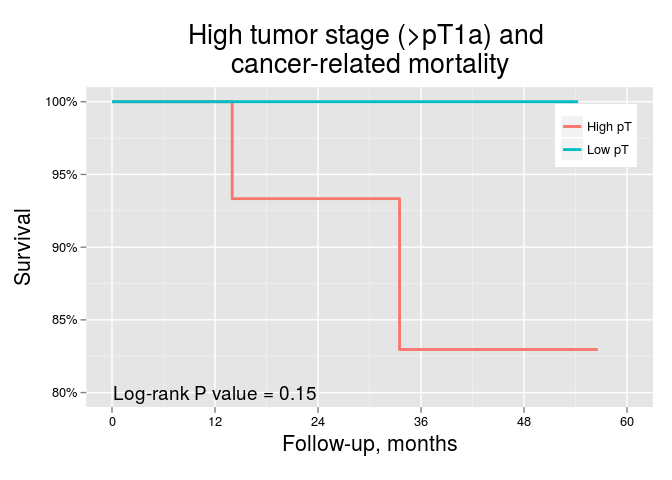 High tumor stage (>pT1a) and
cancer-related mortality
100%
95%
90%
85%
80%
Survival
High pT
Low pT
Log-rank P value = 0.15
0 12 24 36 48 60
Follow-up, months